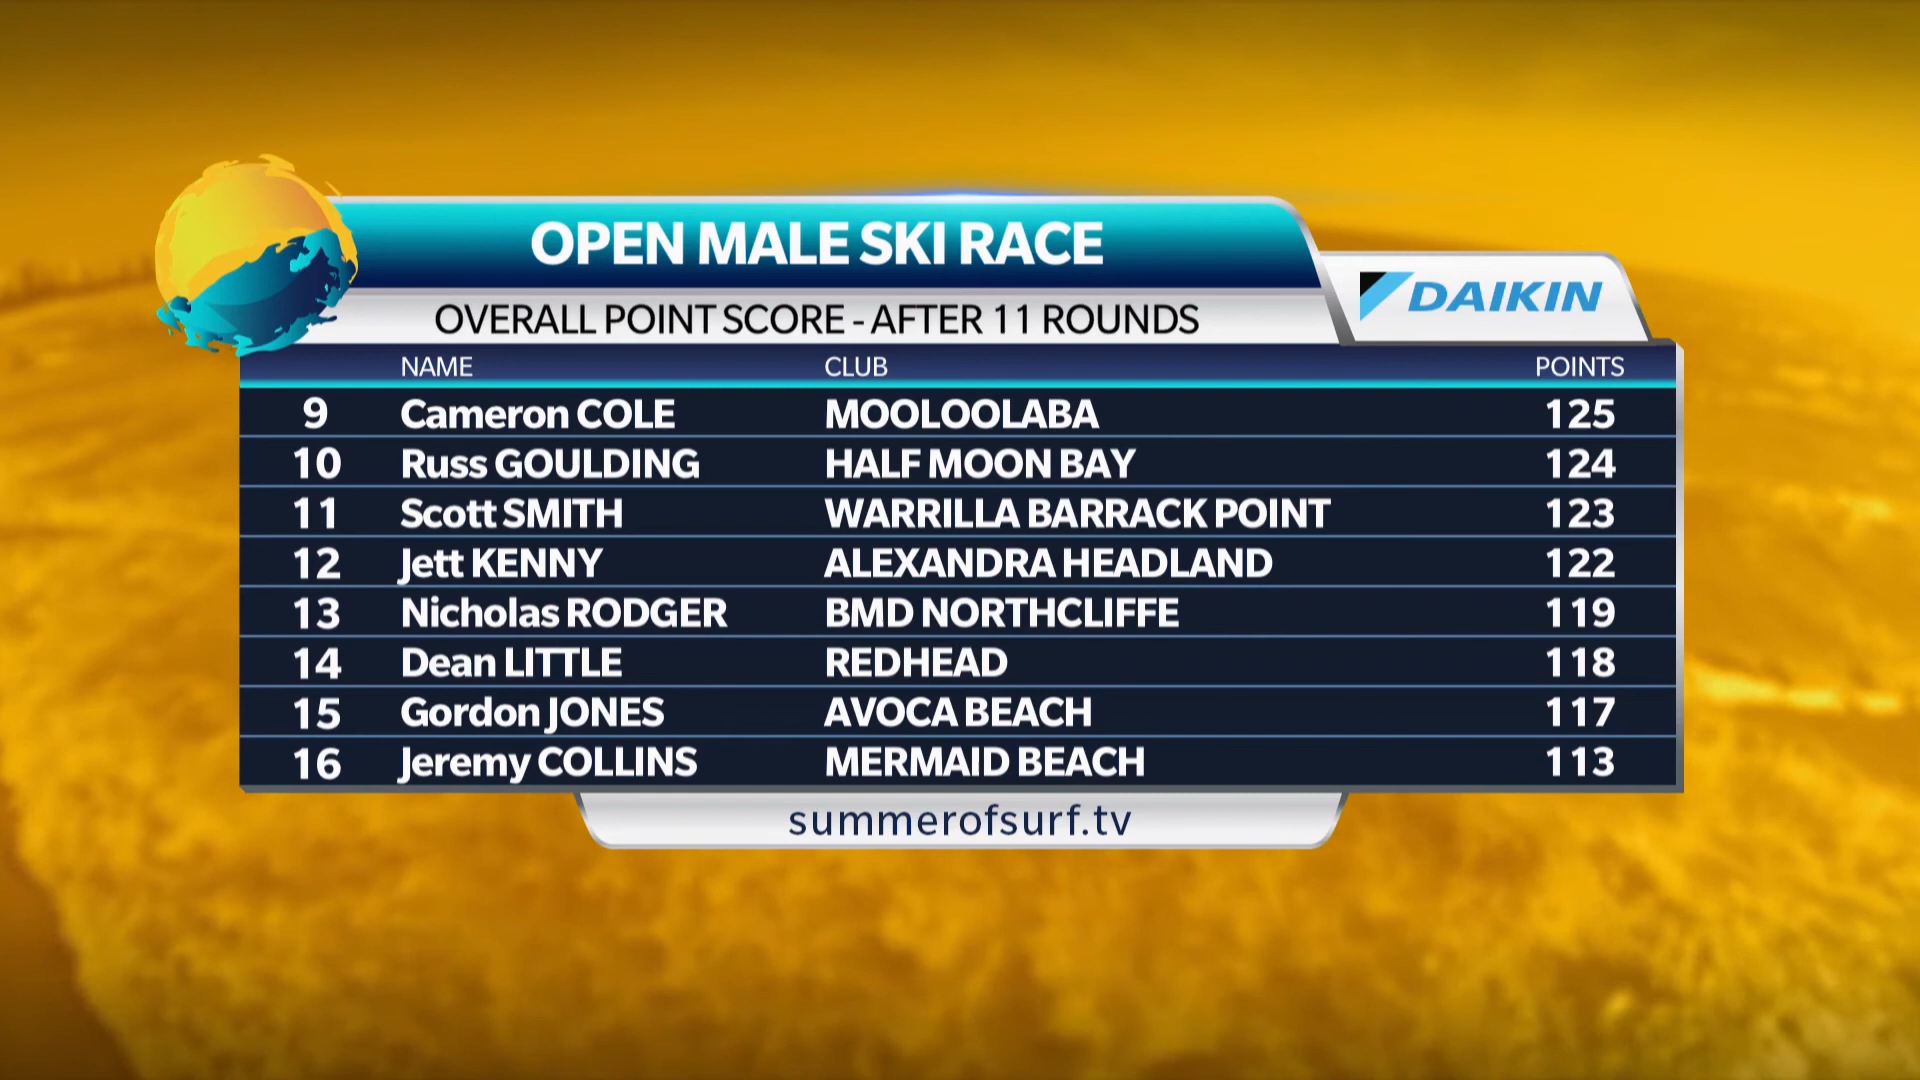 OPEN MALE SKI RACE
DAIKIN
OVERALL POINT SCORE - AFTER 11 ROUNDS
NAME CLUB POINTS
9 Cameron COLE MOOLOOLABA 125
10 Russ GOULDING HALF MOON BAY 124
11 Scott SMITH WARRILLA BARRACK POINT 123
12 Jett KENNY ALEXANDRA HEADLAND 122
13 Nicholas RODGER BMD NORTHCLIFFE 119
14 Dean LITTLE REDHEAD 118
15 Gordon JONES AVOCA BEACH 117
16 Jeremy COLLINS MERMAID BEACH 113
summerofsurf.tv